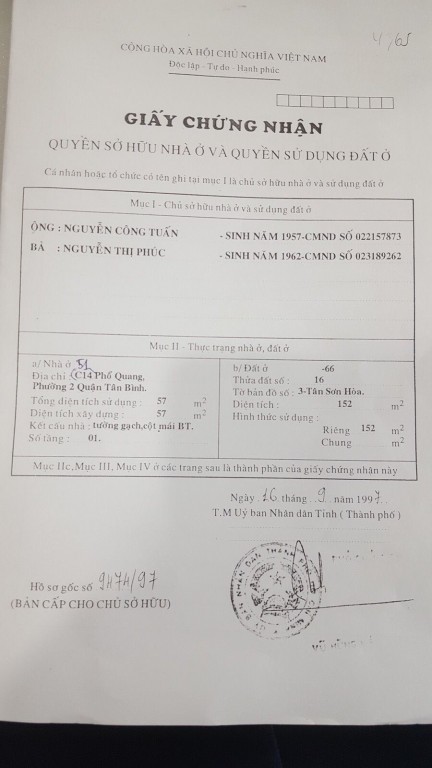 4/65
CỘNG HÒA XÃ HỘI CHỦ NGHĨA VIỆT NAM
Độc lập - Tự do - Hạnh phúc
GIẤY CHỨNG NHẬN
QUYỀN SỞ HỮU NHÀ Ở VÀ QUYỀN SỬ DỤNG ĐẤT Ở
Cá nhân hoặc tổ chức có tên ghi tại mục I là chủ sở hữu nhà ở và sử dụng đất ở
Mục I - Chủ sở hữu nhà ở và sử dụng đất ở
ÔNG : NGUYỄN CÔNG TUẤN - SINH NĂM 1957-CMND SỐ 022157873
BÀ : NGUYỄN THỊ PHÚC - SINH NĂM 1962-CMND SỐ 023189262
Mục II - Thực trạng nhà ở, đất ở
a/ Nhà ở 51
Địa chỉ : C14 Phổ Quang,
Phường 2 Quận Tân Bình.
Tổng diện tích sử dụng : 57 m2
Diện tích xây dựng : 57 m2
Kết cấu nhà : tường gạch,cột mái BT.
Số tầng : 01.
b/ Đất ở -66
Thửa đất số : 16
Tờ bản đồ số : 3-Tân Sơn Hòa.
Diện tích : 152 m2
Hình thức sử dụng :
Riêng 152 m2
Chung m2
Mục IIc, Mục III, Mục IV ở các trang sau là thành phần của giấy chứng nhận này
Ngày 16 tháng 9 năm 1997
T.M Uỷ ban Nhân dân Tỉnh ( Thành phố )
Hồ sơ gốc số 9474/97
(BẢN CẤP CHO CHỦ SỞ HỮU)